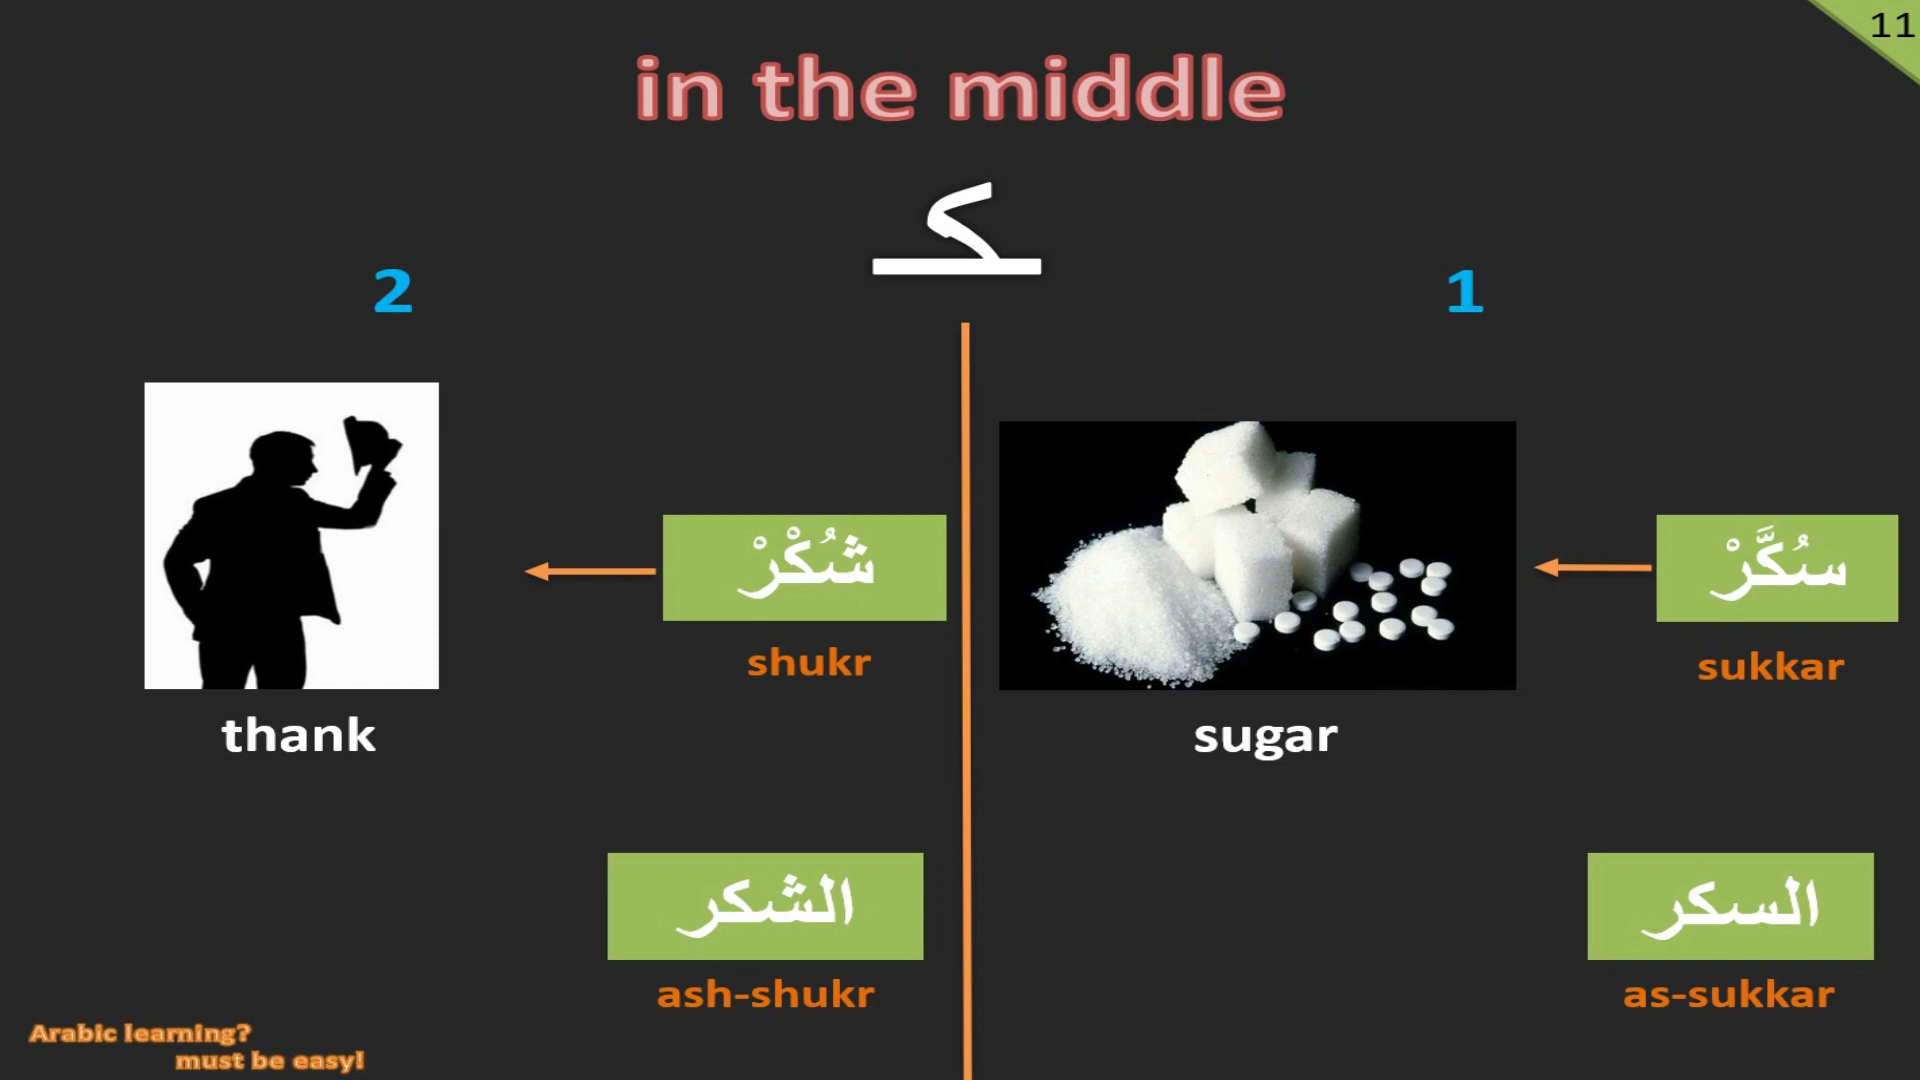 11
in the middle
ـكـ
1
2
سُكَّرْ
sukkar
sugar
السكر
as-sukkar
شُكْرْ
shukr
thank
الشكر
ash-shukr
Arabic learning?
must be easy!